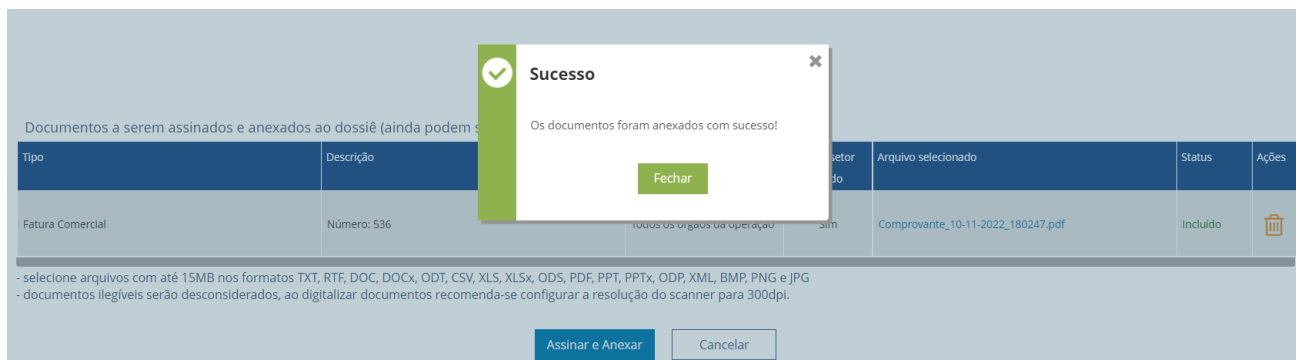 Sucesso
Os documentos foram anexados com sucesso!
Fechar
Documentos a serem assinados e anexados ao dossiê (ainda podem
Tipo
Descrição
setor
do
Arquivo selecionado
Status
Ações
Fatura Comercial
Número: 536
Todos os órgãos da operação
Sim
Comprovante_10-11-2022_180247.pdf
Incluído
- selecione arquivos com até 15MB nos formatos TXT, RTF, DOC, DOCx, ODT, CSV, XLS, XLSx, ODS, PDF, PPT, PPTx, ODP, XML, BMP, PNG e JPG
- documentos ilegíveis serão desconsiderados, ao digitalizar documentos recomenda-se configurar a resolução do scanner para 300dpi.
Assinar e Anexar
Cancelar